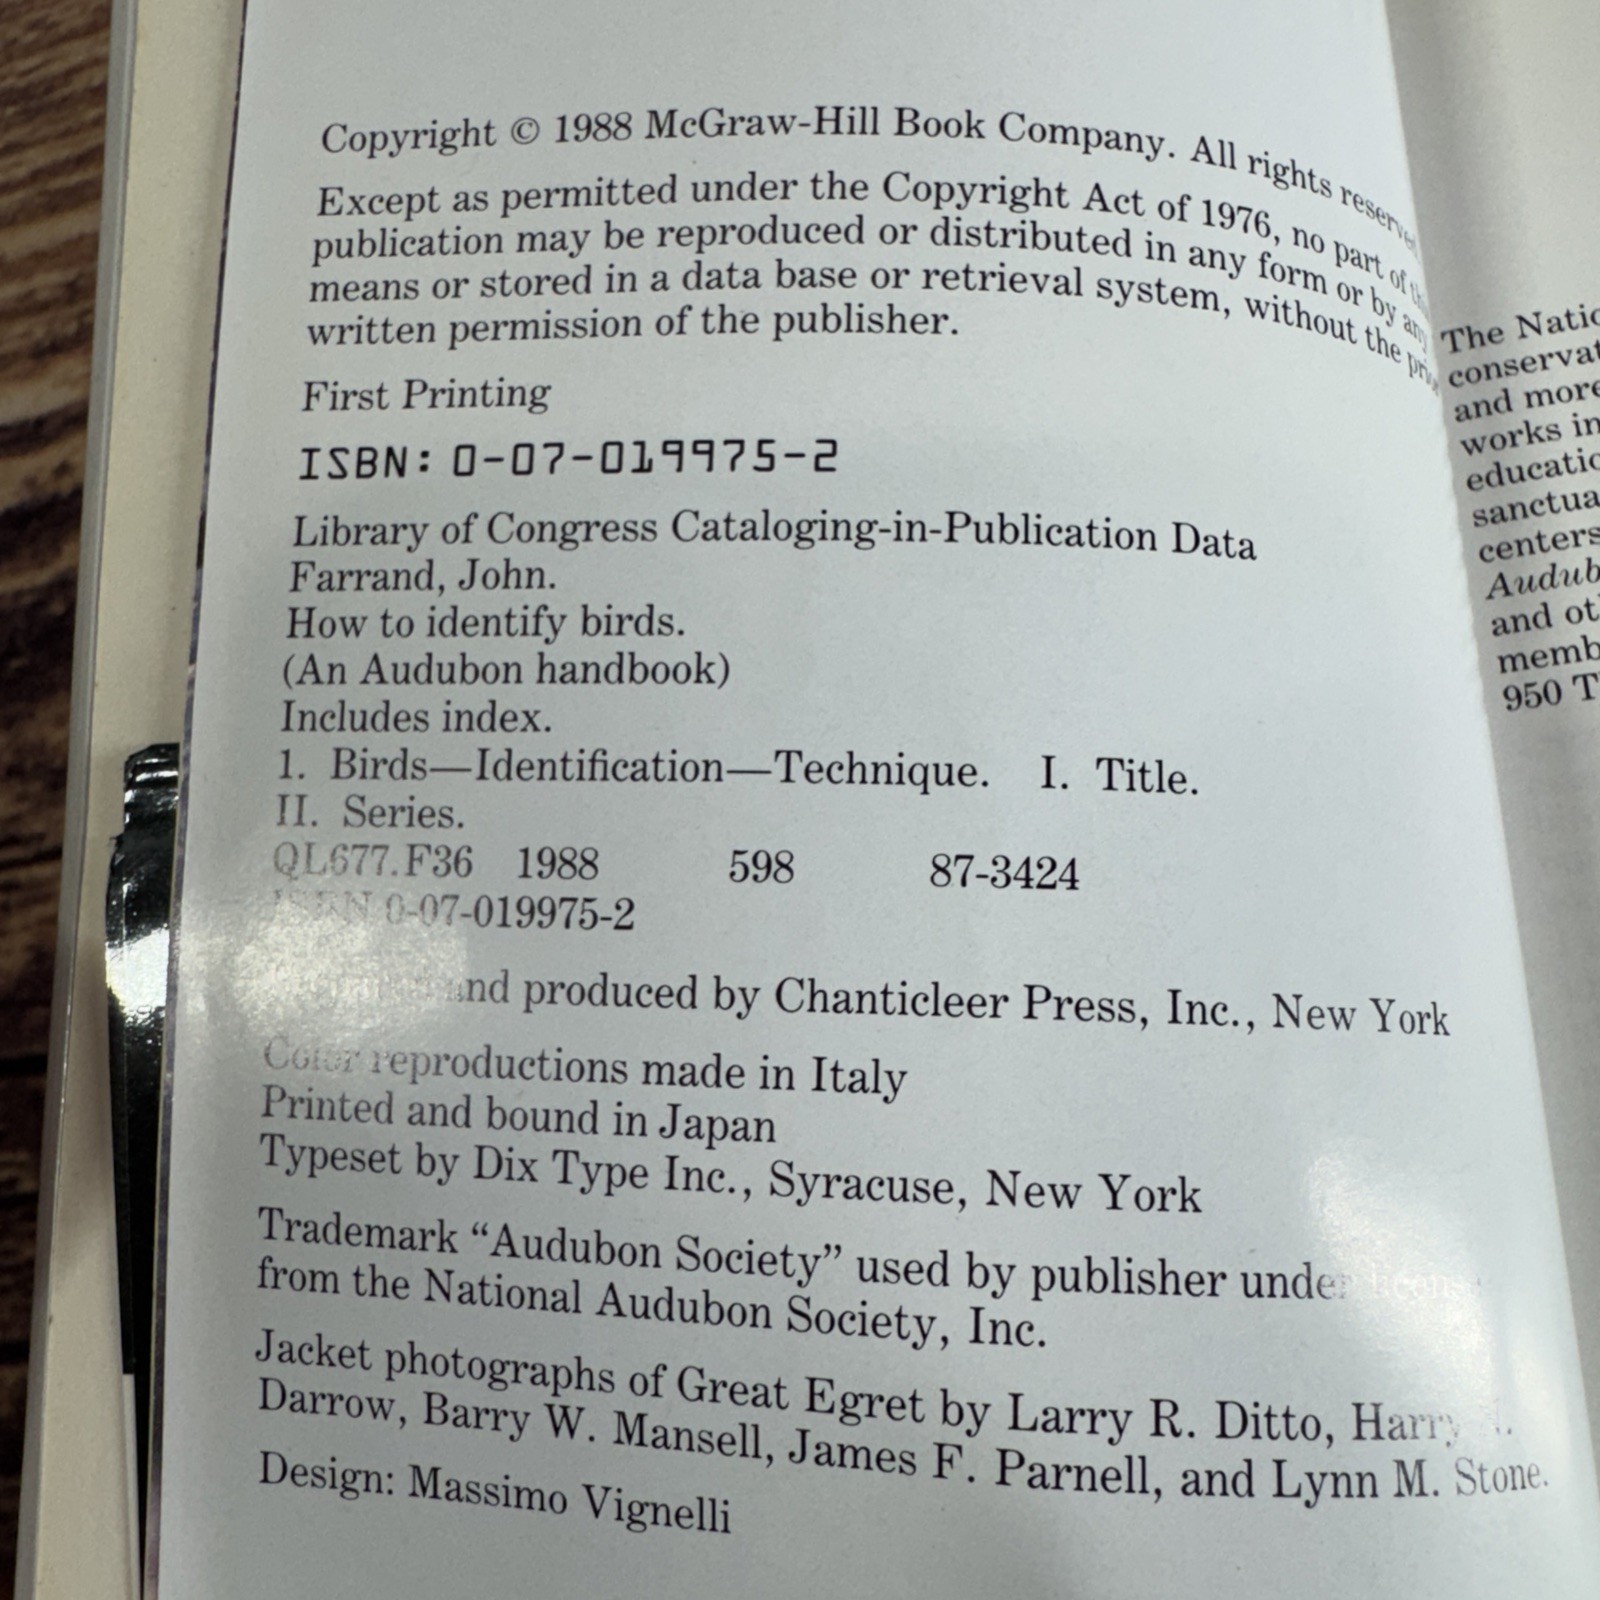 Copyright © 1988 McGraw-Hill Book Company. All rights
Except as permitted under the Copyright Act of 1976, no part of
publication may be reproduced or distributed in any form or by any
means or stored in a data base or retrieval system, without the
written permission of the publisher.
First Printing
ISBN: 0-07-019975-2
Library of Congress Cataloging-in-Publication Data
Farrand, John.
How to identify birds.
(An Audubon handbook)
Includes index.
1. Birds—Identification—Technique. I. Title.
II. Series.
QL677.F36 1988 598 87-3424
ISBN 0-07-019975-2
produced by Chanticleer Press, Inc., New York
Color reproductions made in Italy
Printed and bound in Japan
Typeset by Dix Type Inc., Syracuse, New York
Trademark “Audubon Society” used by publisher under
from the National Audubon Society, Inc.
Jacket photographs of Great Egret by Larry R. Ditto, Harry
Darrow, Barry W. Mansell, James F. Parnell, and Lynn M. Stone.
Design: Massimo Vignelli
The
and more
works in
centers
and
950